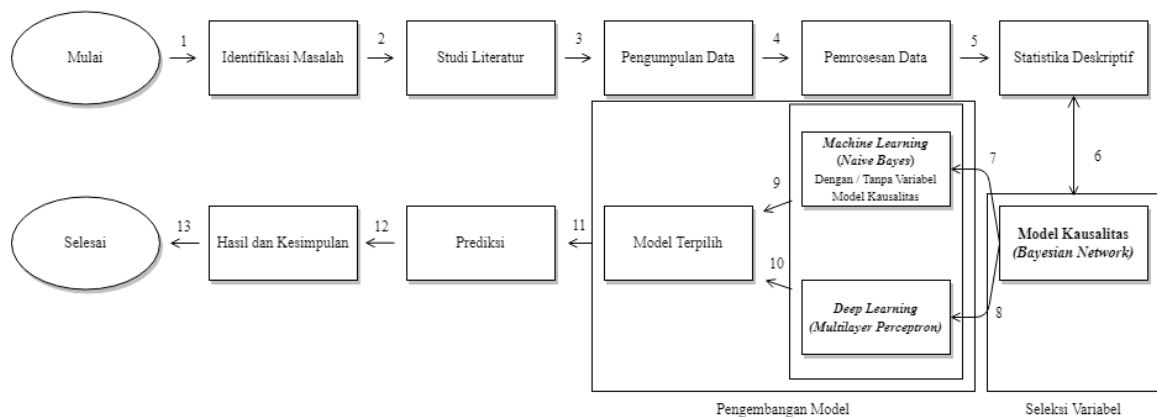 Mulai
1
Identifikasi Masalah
2
Studi Literatur
3
Pengumpulan Data
4
Pemrosesan Data
5
Statistika Deskriptif
6
Machine Learning
(Naive Bayes)
Dengan / Tanpa Variabel
Model Kausalitas
7
9
Model Kausalitas
(Bayesian Network)
Selesai
13
Hasil dan Kesimpulan
12
Prediksi
11
Model Terpilih
10
Deep Learning
(Multilayer Perceptron)
8
Pengembangan Model
Seleksi Variabel